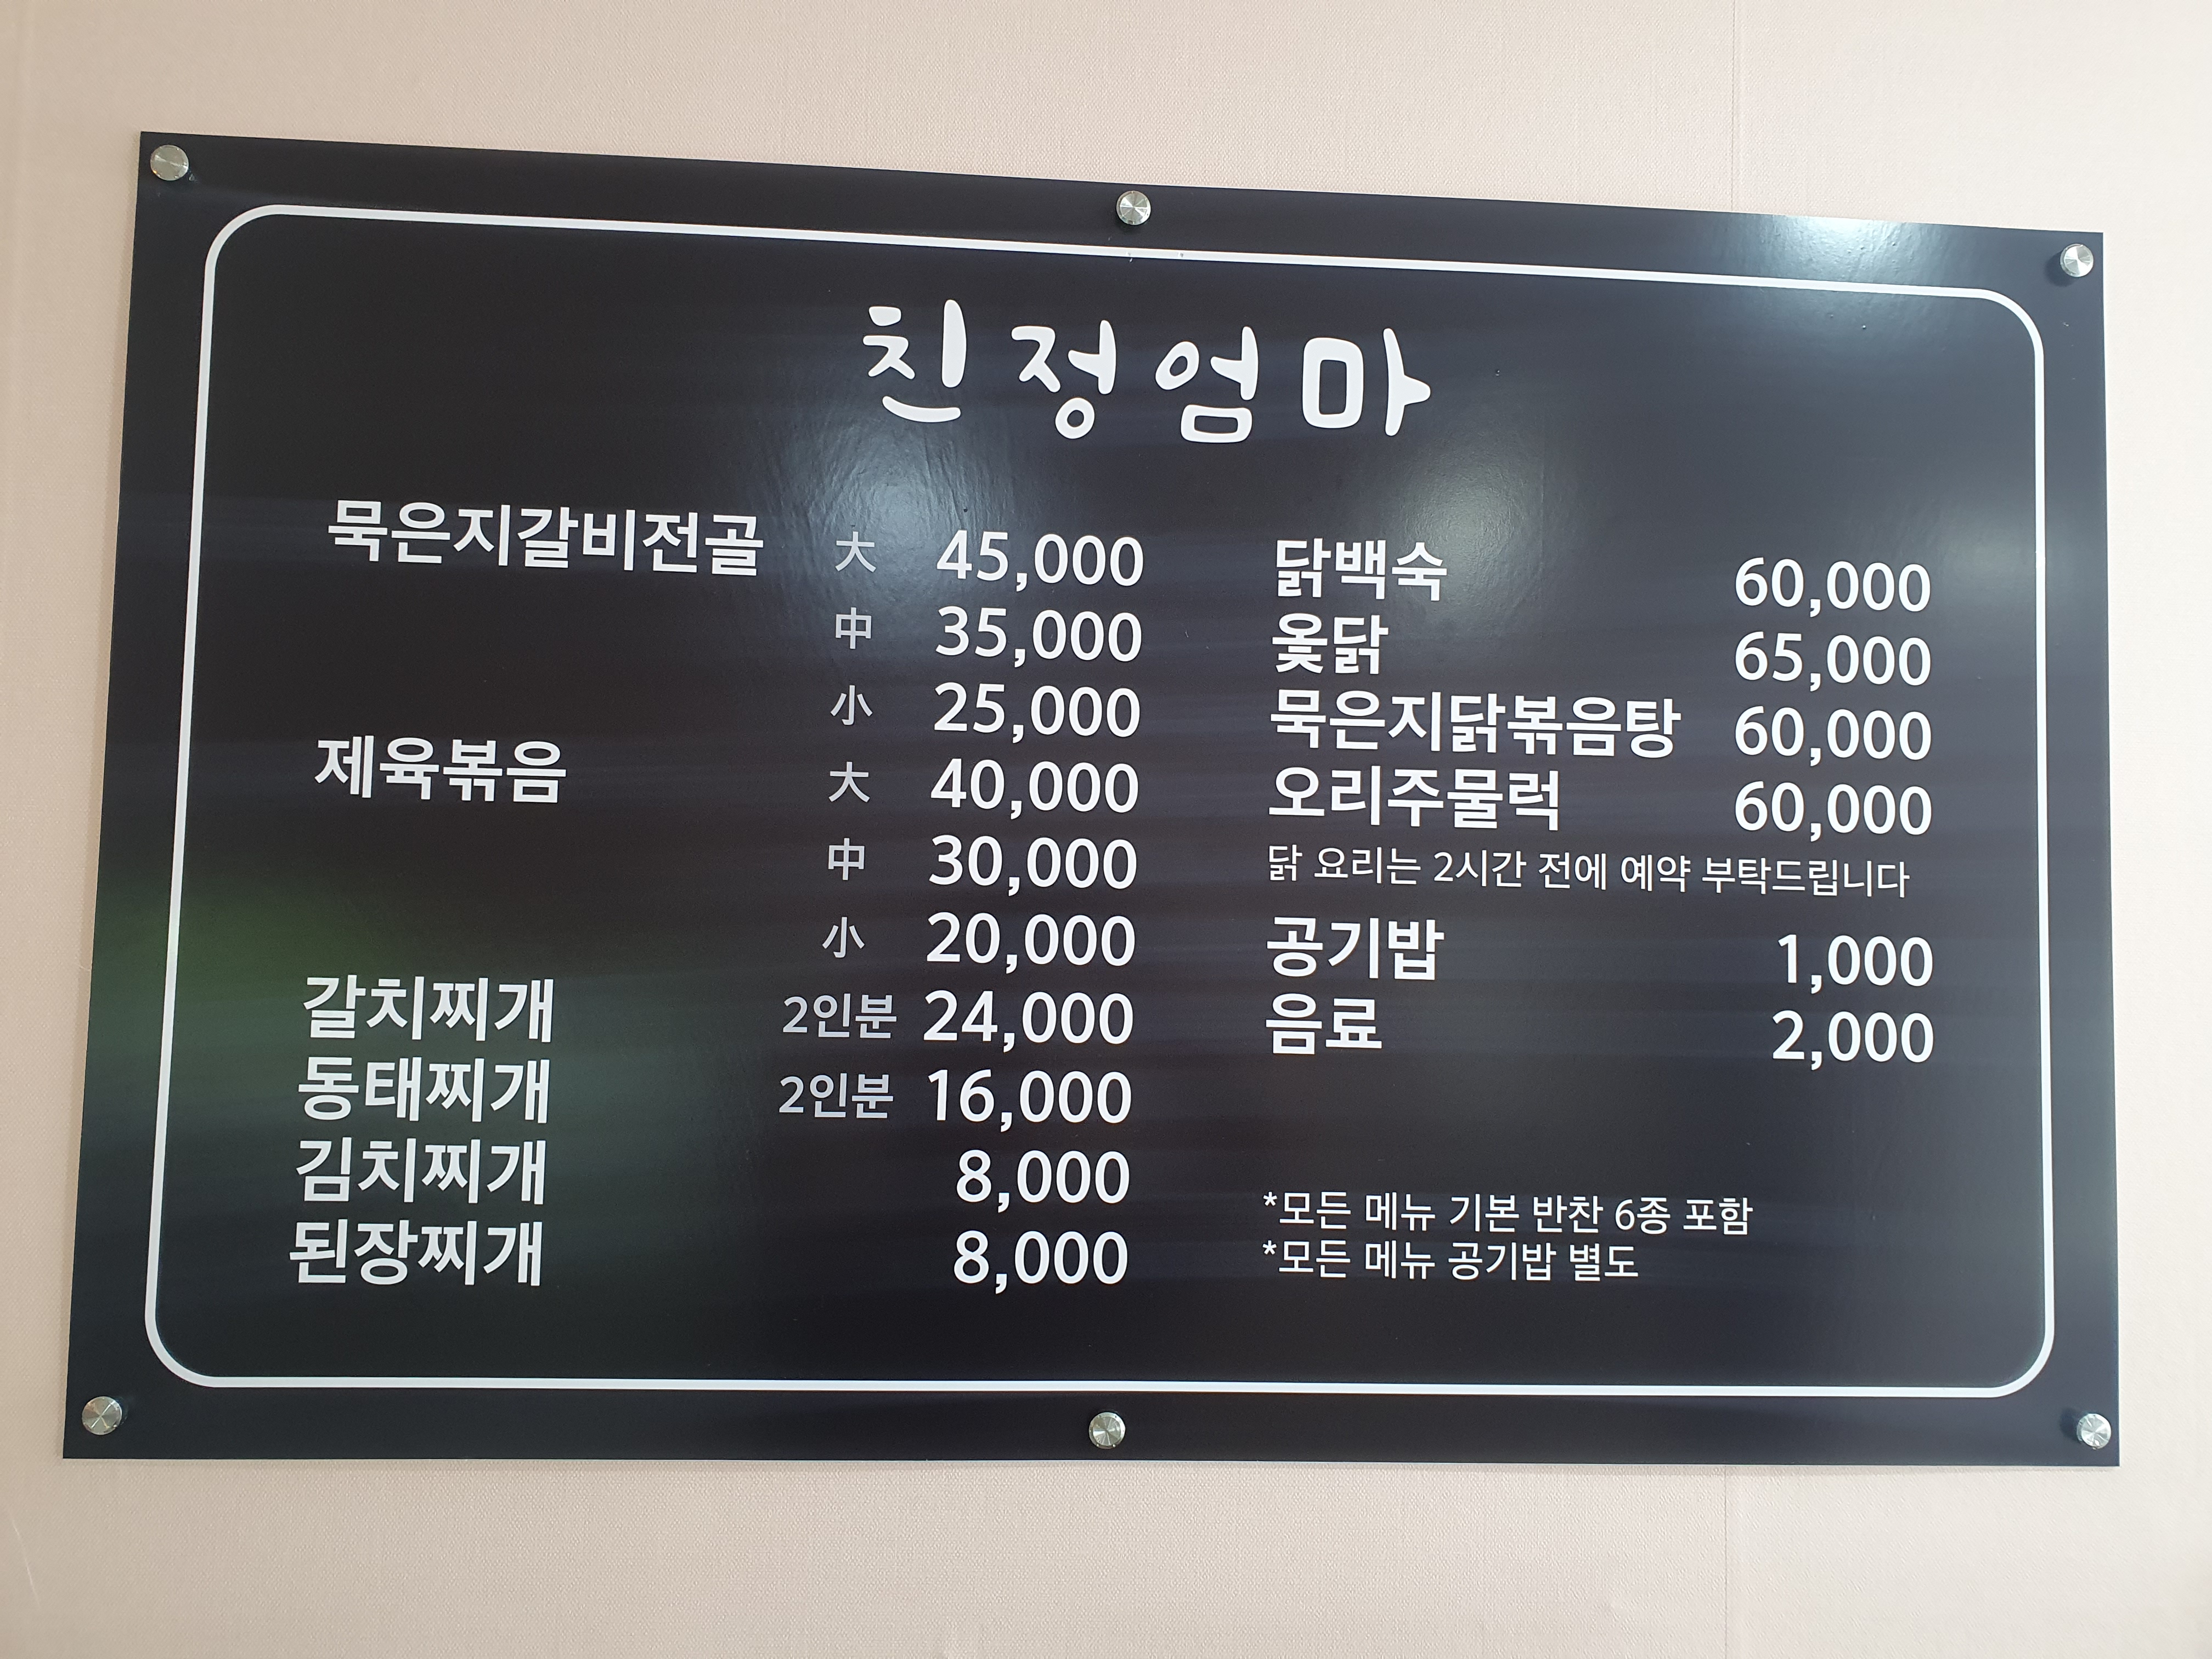 친정엄마
묵은지갈비전골 大 45,000
中 35,000
小 25,000
제육볶음 大 40,000
中 30,000
小 20,000
갈치찌개 2인분 24,000
동태찌개 2인분 16,000
김치찌개 8,000
된장찌개 8,000
닭백숙 60,000
옻닭 65,000
묵은지닭볶음탕 60,000
오리주물럭 60,000
닭 요리는 2시간 전에 예약 부탁드립니다
공기밥 1,000
음료 2,000
*모든 메뉴 기본 반찬 6종 포함
*모든 메뉴 공기밥 별도